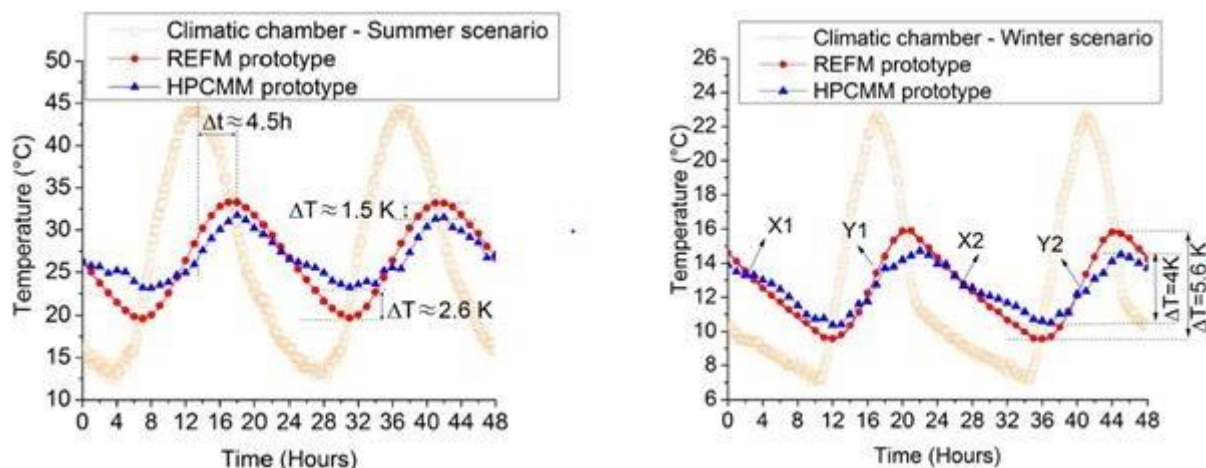 Climatic chamber - Summer scenario
REFM prototype
HPCMM prototype
50
45
40
35
30
25
20
15
10
Temperature (°C)
Δt≈4.5h
ΔT≈1.5 K
ΔT≈2.6 K
0 4 8 12 16 20 24 28 32 36 40 44 48
Time (Hours)
Climatic chamber - Winter scenario
REFM prototype
HPCMM prototype
26
24
22
20
18
16
14
12
10
8
6
Temperature (°C)
X1
Y1
X2
Y2
ΔT=4K
ΔT=5.6 K
0 4 8 12 16 20 24 28 32 36 40 44 48
Time (Hours)